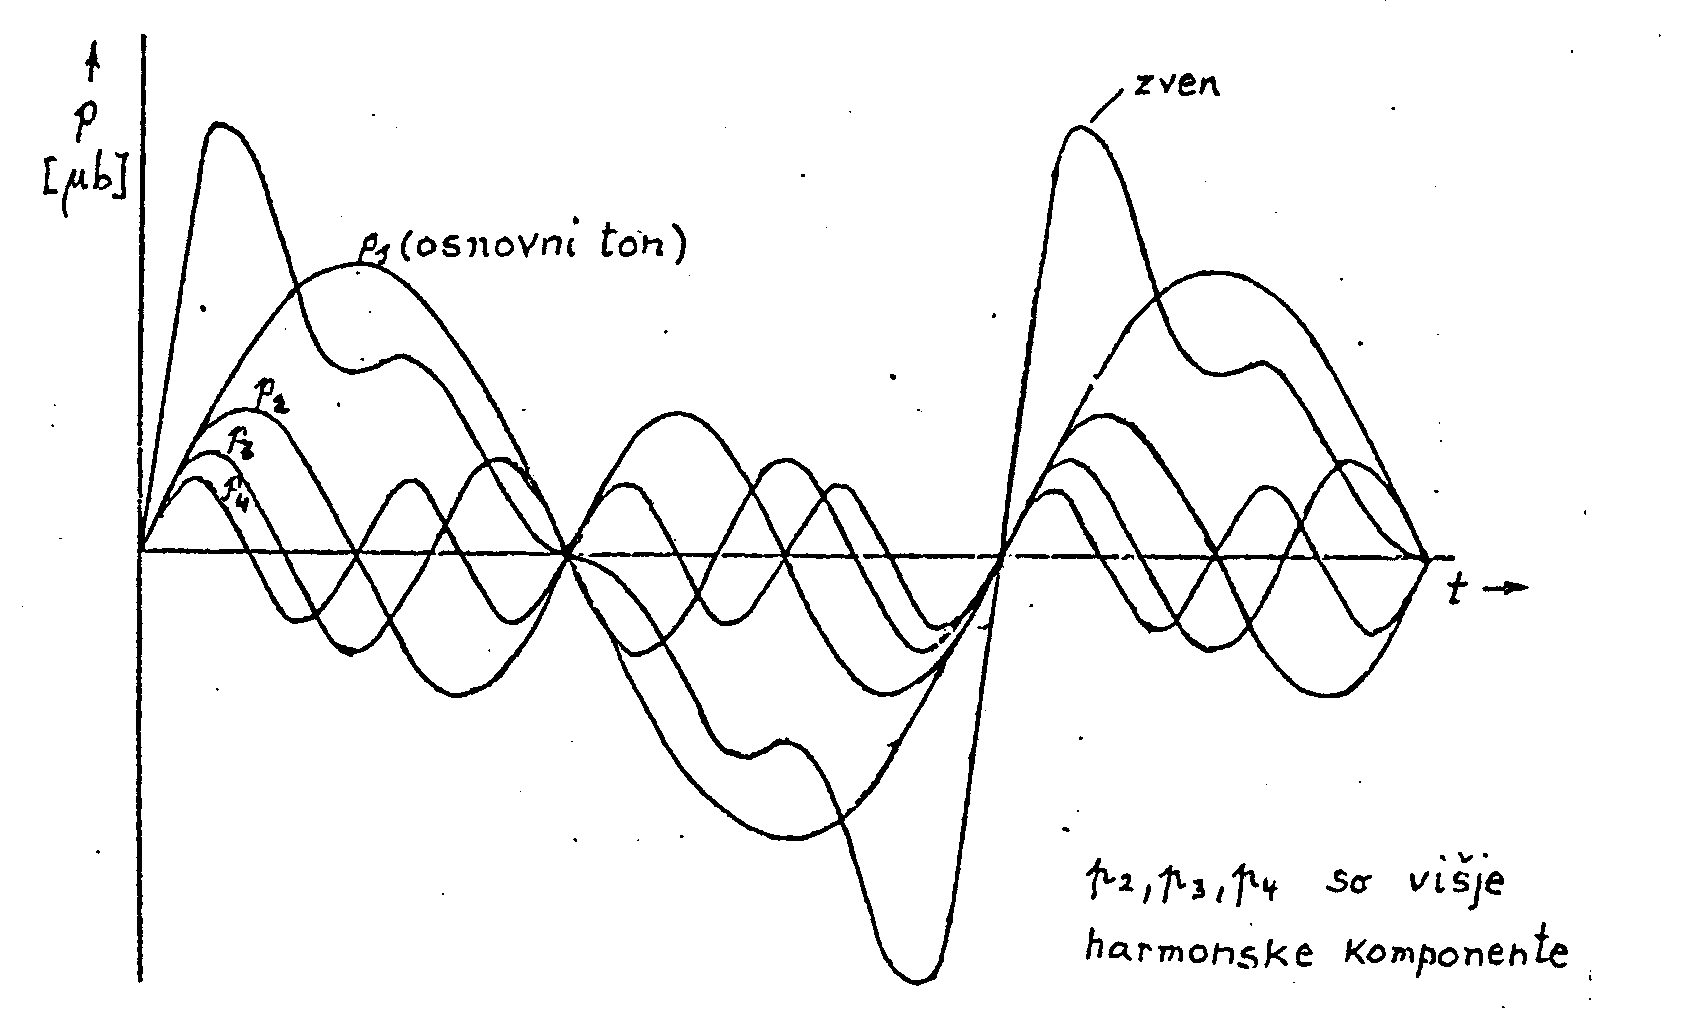 zven
p
[μb]
p1 (osnovni ton)
p2
p3
p4
t
p2, p3, p4 so višje
harmonske komponente